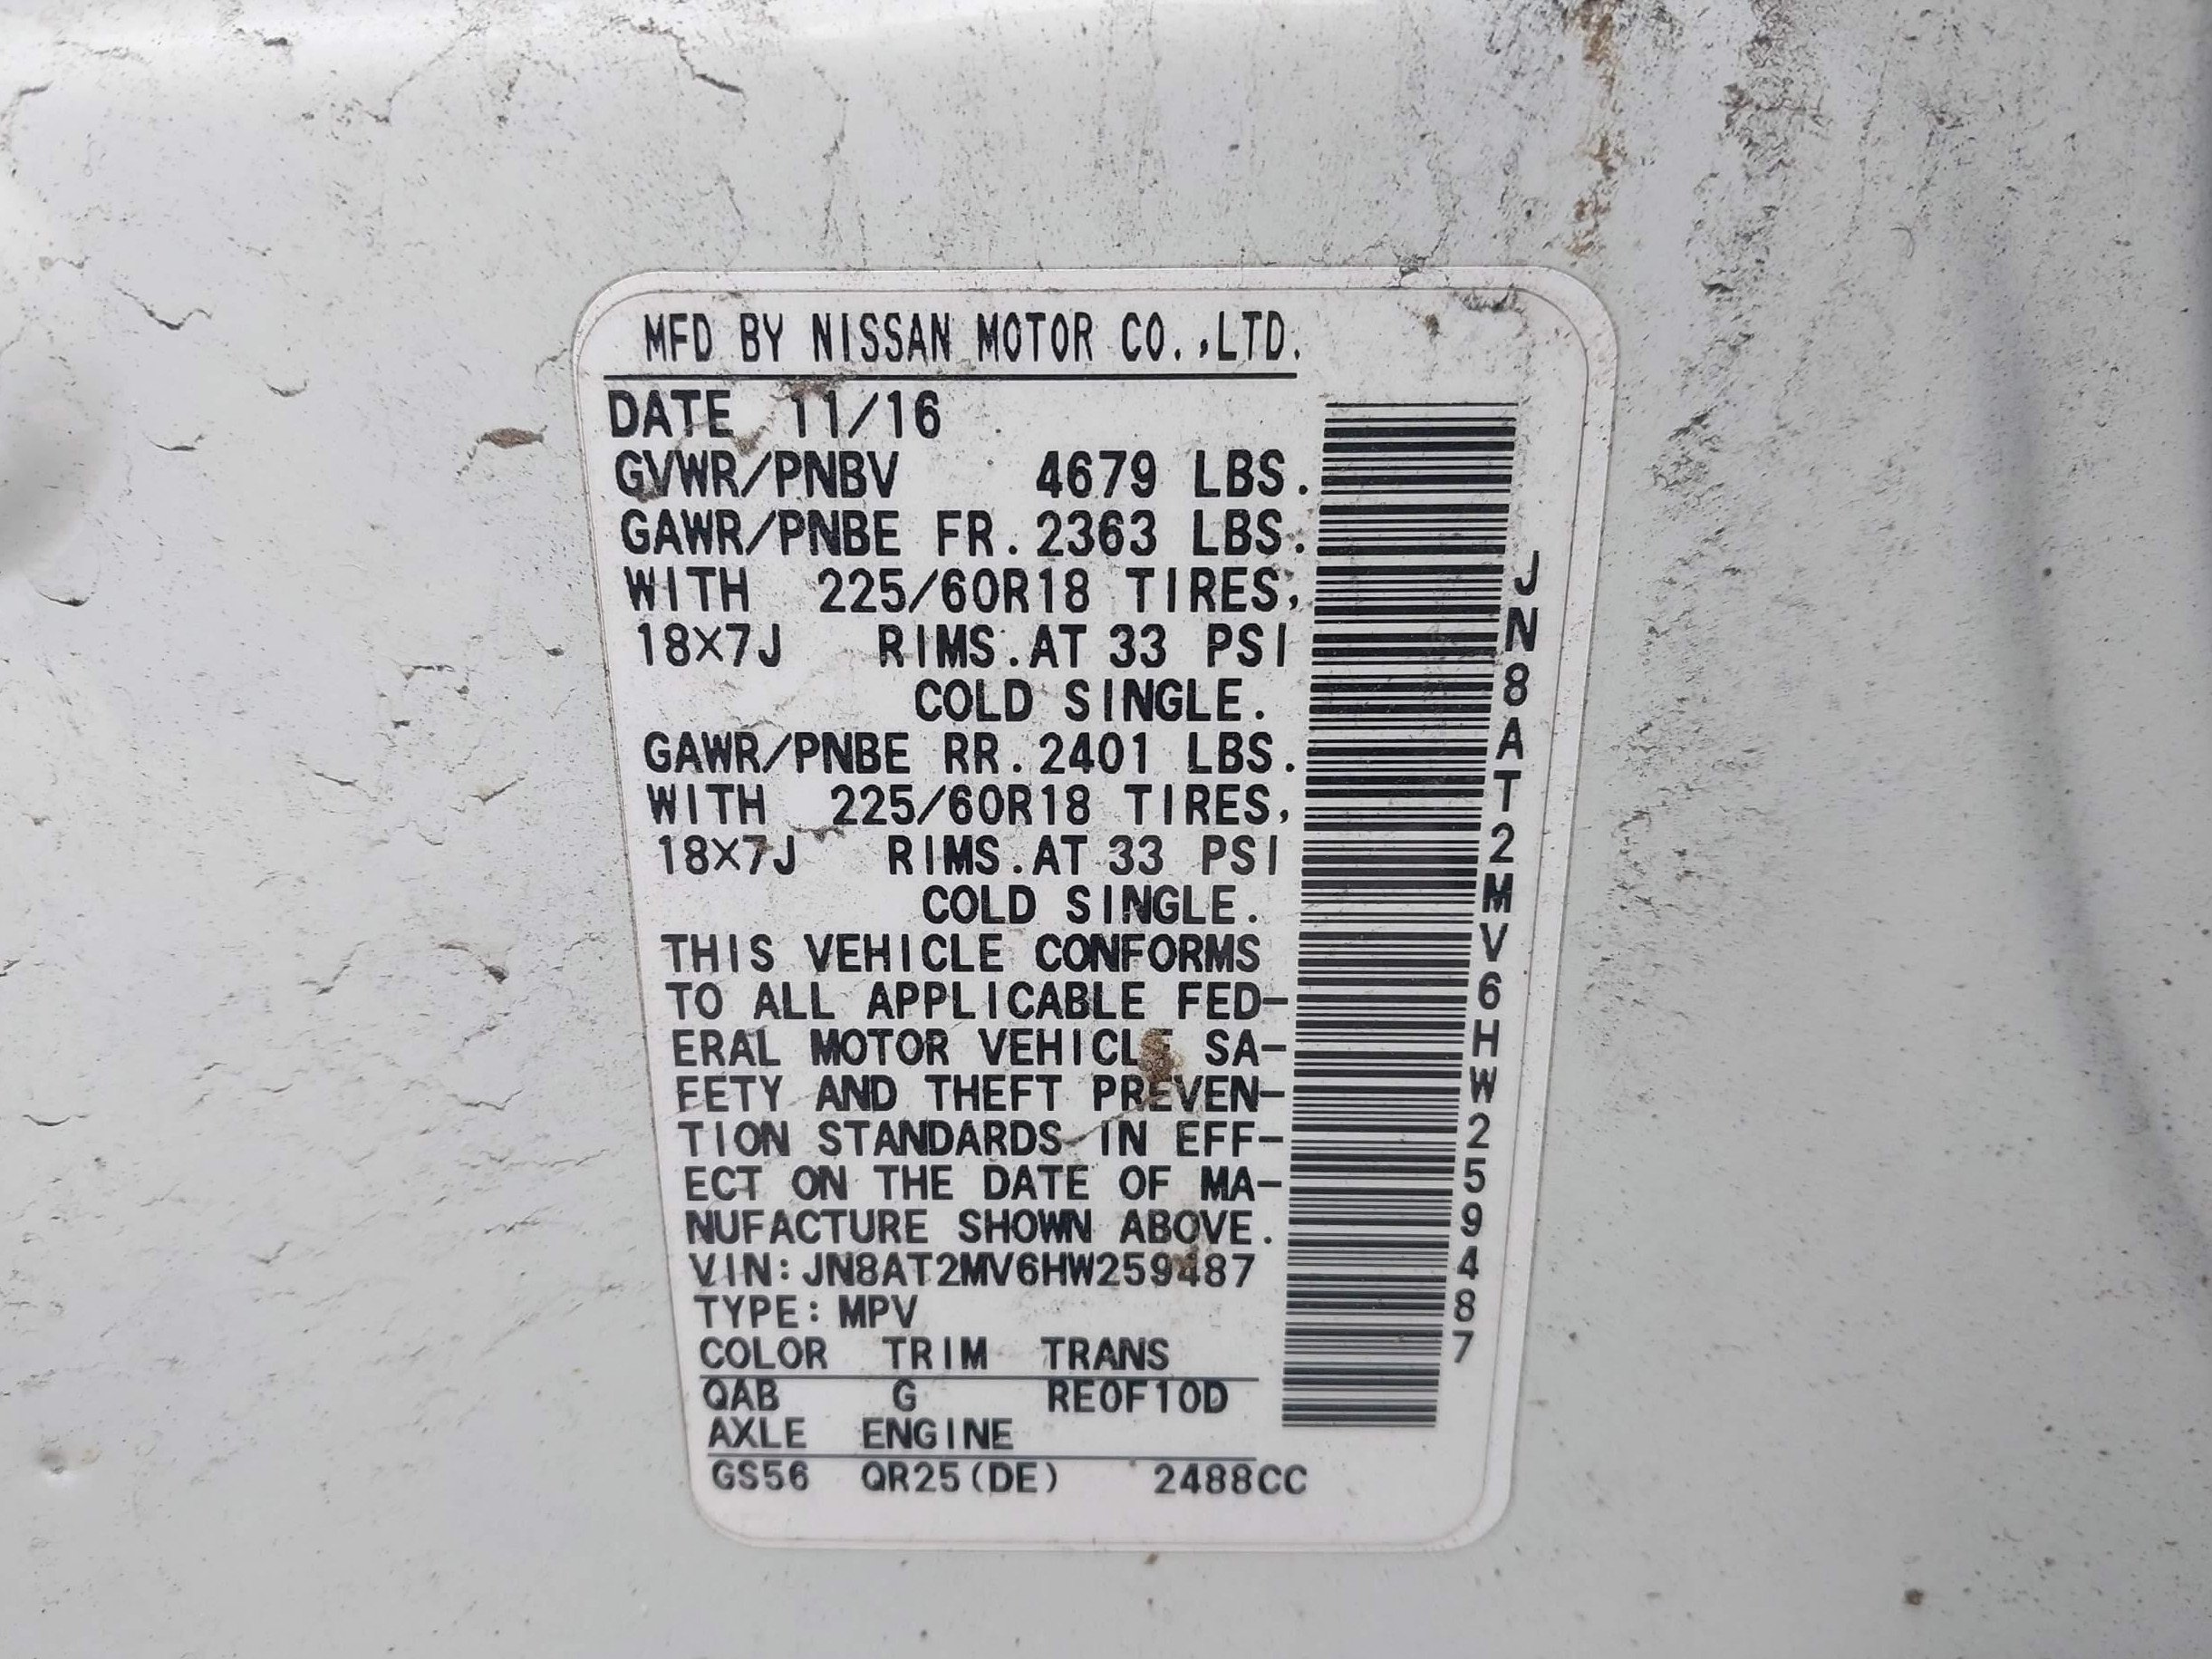 MFD BY NISSAN MOTOR CO.,LTD.
DATE 11/16
GVWR/PNBV 4679 LBS.
GAWR/PNBE FR. 2363 LBS.
WITH 225/60R18 TIRES,
18×7J RIMS.AT 33 PSI
COLD SINGLE.
GAWR/PNBE RR. 2401 LBS.
WITH 225/60R18 TIRES,
18×7J RIMS.AT 33 PSI
COLD SINGLE.
THIS VEHICLE CONFORMS
TO ALL APPLICABLE FED-
ERAL MOTOR VEHICLE SA-
FETY AND THEFT PREVEN-
TION STANDARDS IN EFF-
ECT ON THE DATE OF MA-
NUFACTURE SHOWN ABOVE.
VIN:JN8AT2MV6HW259487
TYPE:MPV
COLOR TRIM TRANS
QAB G RE0F10D
AXLE ENGINE
GS56 QR25(DE) 2488CC
JN8AT2MV6HW259487